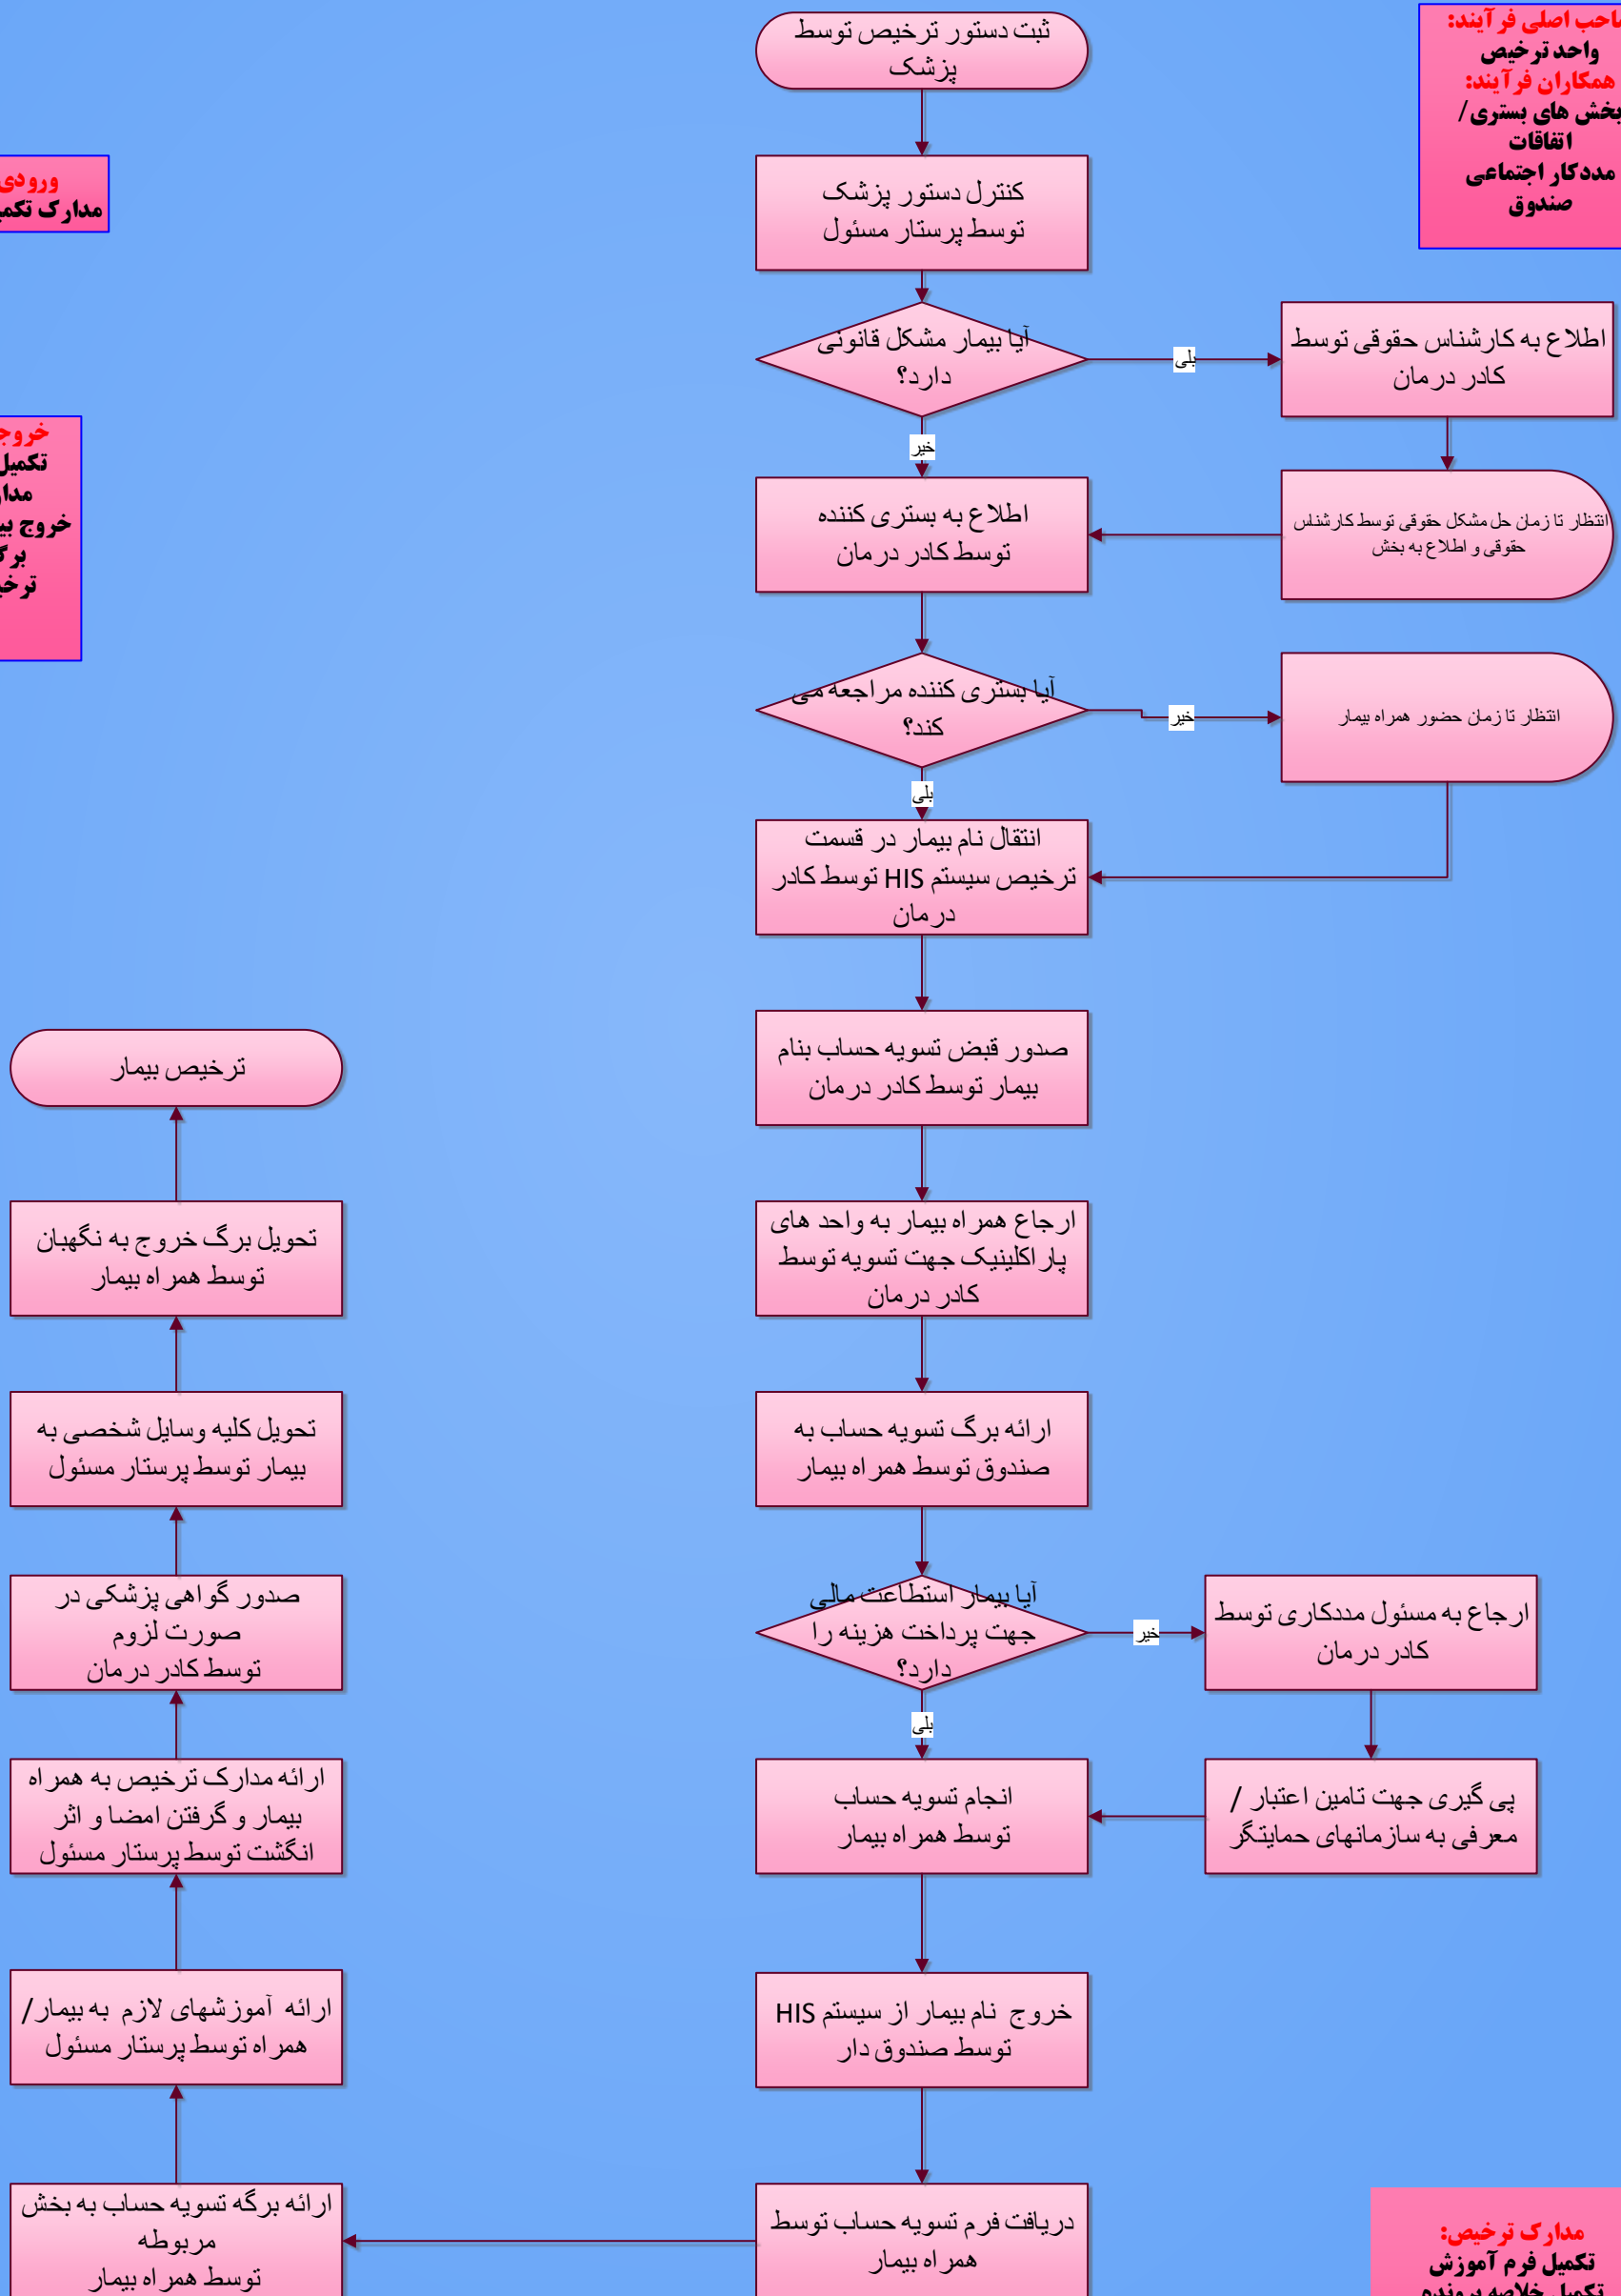 ثبت دستور ترخیص توسط
پزشک
اصلی فرآیند:
واحد ترخیص
همکاران فرآیند:
بخش های بستری/
اتفاقات
مددکار اجتماعی
صندوق
ورودی
مدارک
کنترل دستور پزشک
توسط پرستار مسئول
آیا بیمار مشکل قانونی
دارد؟
بلی
اطلاع به کارشناس حقوقی توسط
کادر درمان
خیر
خروج
اطلاع به بستری کننده
توسط کادر درمان
انتظار تا زمان حل مشکل حقوقی توسط کارشناس
حقوقی و اطلاع به بخش
آیا بستری کننده مراجعه می
کند؟
خیر
انتظار تا زمان حضور همراه بیمار
بلی
انتقال نام بیمار در قسمت
ترخیص سیستم HIS توسط کادر
درمان
صدور قبض تسویه حساب بنام
بیمار توسط کادر درمان
ارجاع همراه بیمار به واحد های
پاراکلینیک جهت تسویه توسط
کادر درمان
ارائه برگ تسویه حساب به
صندوق توسط همراه بیمار
آیا بیمار استطاعت مالی
جهت پرداخت هزینه را
دارد؟
خیر
ارجاع به مسئول مددکاری توسط
کادر درمان
بلی
پی گیری جهت تامین اعتبار /
معرفی به سازمانهای حمایتگر
انجام تسویه حساب
توسط همراه بیمار
خروج نام بیمار از سیستم HIS
توسط صندوق دار
دریافت فرم تسویه حساب توسط
همراه بیمار
ارائه برگه تسویه حساب به بخش
مربوطه
توسط همراه بیمار
ارائه آموزشهای لازم به بیمار/
همراه توسط پرستار مسئول
ارائه مدارک ترخیص به همراه
بیمار و گرفتن امضا و اثر
انگشت توسط پرستار مسئول
صدور گواهی پزشکی در
صورت لزوم
توسط کادر درمان
تحویل کلیه وسایل شخصی به
بیمار توسط پرستار مسئول
تحویل برگ خروج به نگهبان
توسط همراه بیمار
ترخیص بیمار
مدارک ترخیص:
تکمیل فرم آموزش
تکمیل خلاصه پرونده